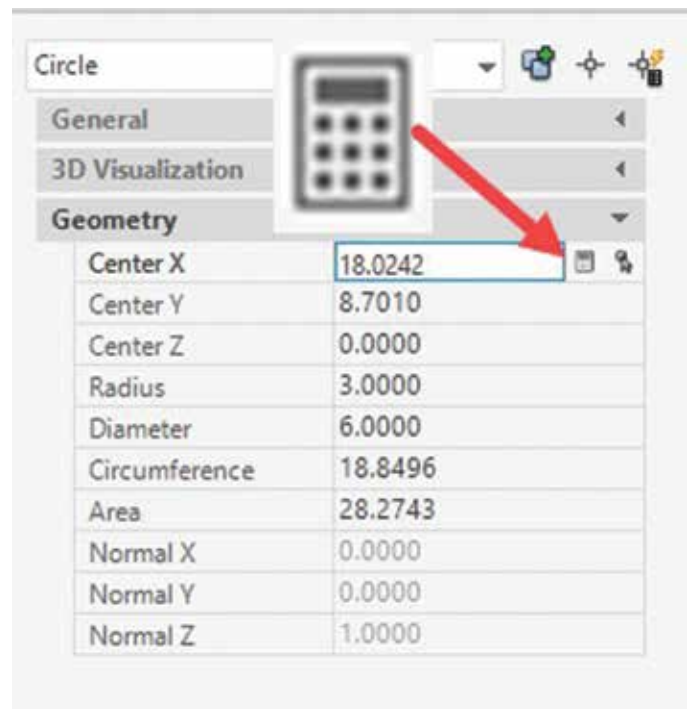 Circle
General
3D Visualization
Geometry
Center X 18.0242
Center Y 8.7010
Center Z 0.0000
Radius 3.0000
Diameter 6.0000
Circumference 18.8496
Area 28.2743
Normal X 0.0000
Normal Y 0.0000
Normal Z 1.0000